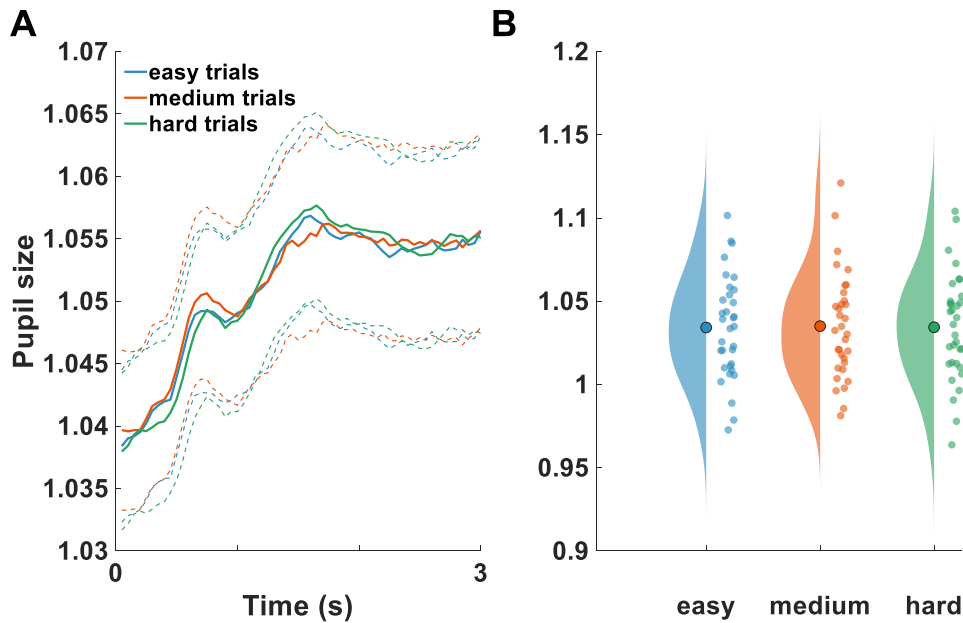 A
B
1.07
1.065
1.06
1.055
1.05
1.045
1.04
1.035
1.03
Pupil size
easy trials
medium trials
hard trials
0
3
Time (s)
1.2
1.15
1.1
1.05
1
0.95
0.9
easy
medium
hard